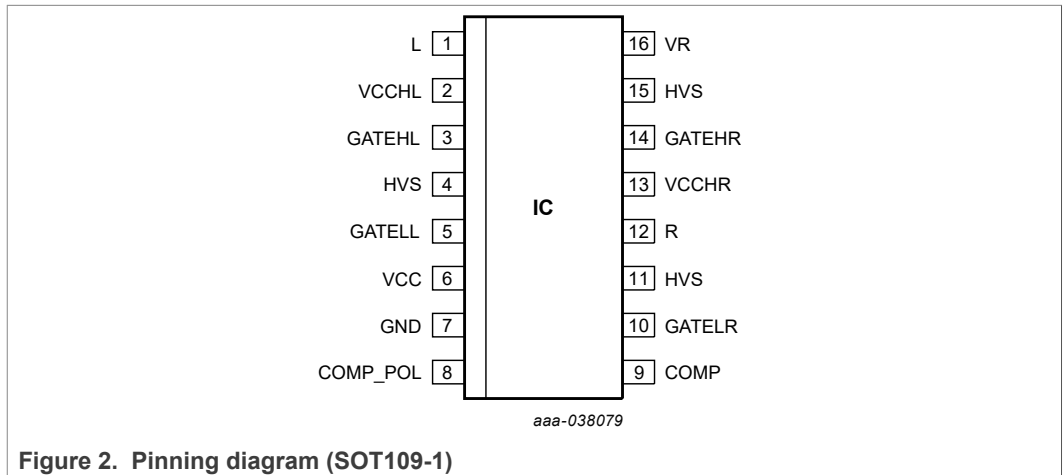 L 1 16 VR
VCCHL 2 15 HVS
GATEHL 3 14 GATEHR
HVS 4 13 VCCHR
IC
GATELL 5 12 R
VCC 6 11 HVS
GND 7 10 GATELR
COMP_POL 8 9 COMP
aaa-038079
Figure 2. Pinning diagram (SOT109-1)